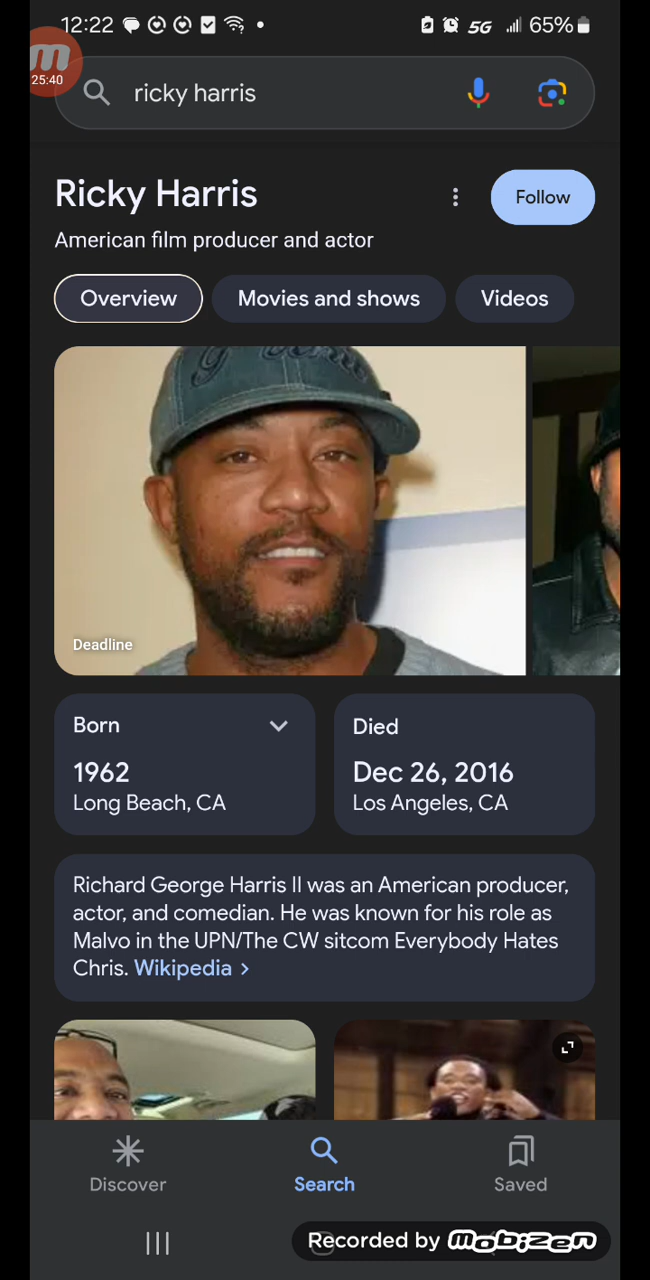 12:22
5G
65%
m
25:40
ricky harris
Ricky Harris
Follow
American film producer and actor
Overview
Movies and shows
Videos
Deadline
Born
Died
1962
Dec 26, 2016
Long Beach, CA
Los Angeles, CA
Richard George Harris II was an American producer,
actor, and comedian. He was known for his role as
Malvo in the UPN/The CW sitcom Everybody Hates
Chris. Wikipedia >
Discover
Search
Saved
Recorded by mobizen